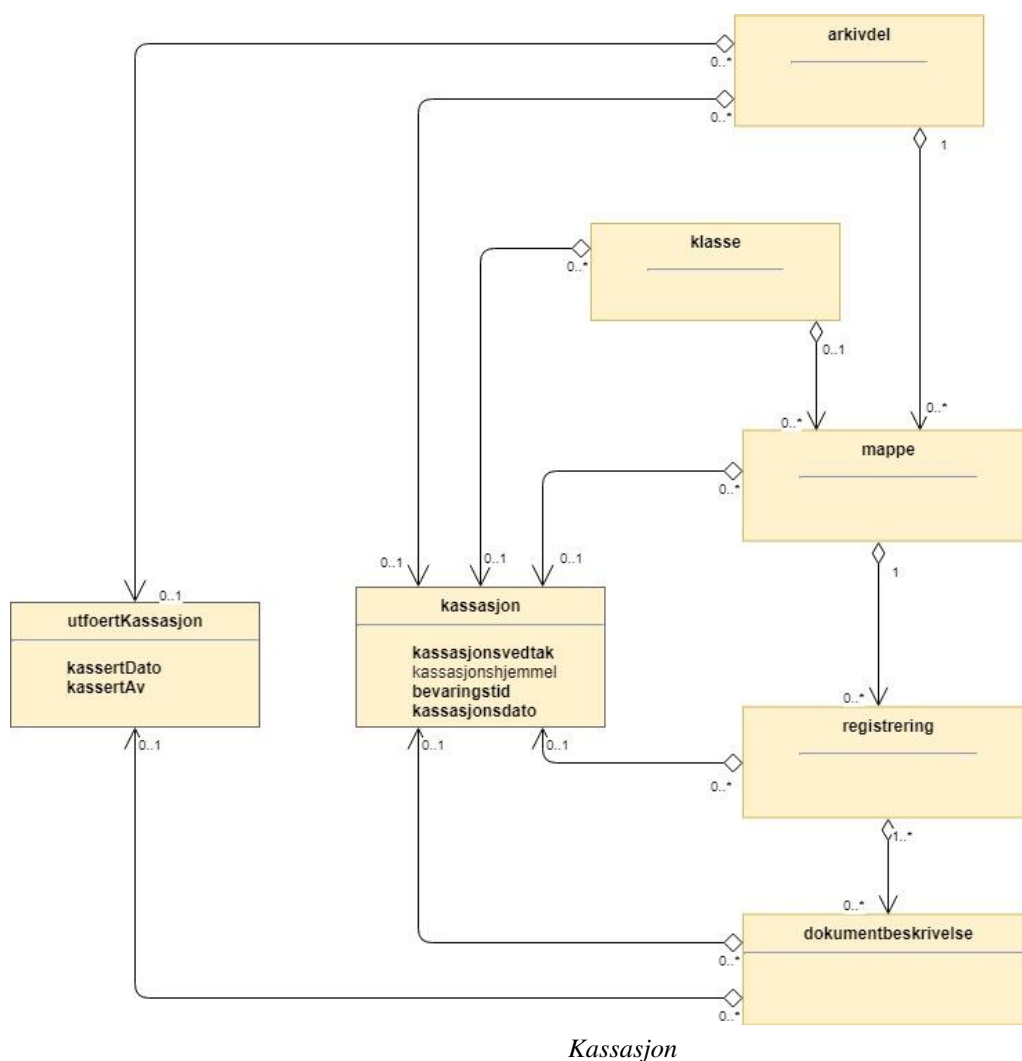 arkivdel
0..*
0..*
1
klasse
0..*
0..1
0..*
0..*
mappe
0..*
0..1
0..1
0..1
1
0..1
utfoertKassasjon
kassertDato
kassertAv
kassasjon
kassasjonsvedtak
kassasjonshjemmel
bevaringstid
kassasjonsdato
0..*
registrering
0..1
0..1
0..1
0..*
1..*
0..*
dokumentbeskrivelse
0..*
0..*
Kassasjon